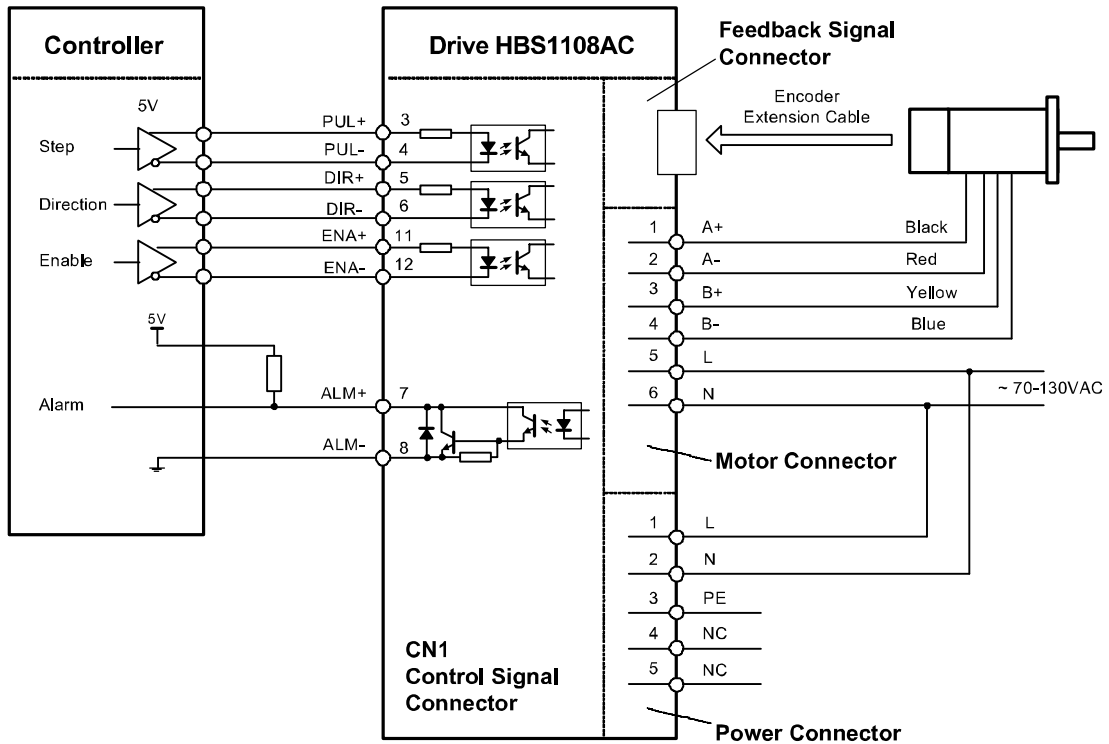 Controller
Drive HBS1108AC
Feedback Signal
Connector
5V
Step
Direction
Enable
5V
Alarm
PUL+ 3
PUL- 4
DIR+ 5
DIR- 6
ENA+ 11
ENA- 12
ALM+ 7
ALM- 8
Encoder
Extension Cable
1 A+ Black
2 A- Red
3 B+ Yellow
4 B- Blue
5 L
6 N
~ 70-130VAC
Motor Connector
1 L
2 N
3 PE
4 NC
5 NC
CN1
Control Signal
Connector
Power Connector